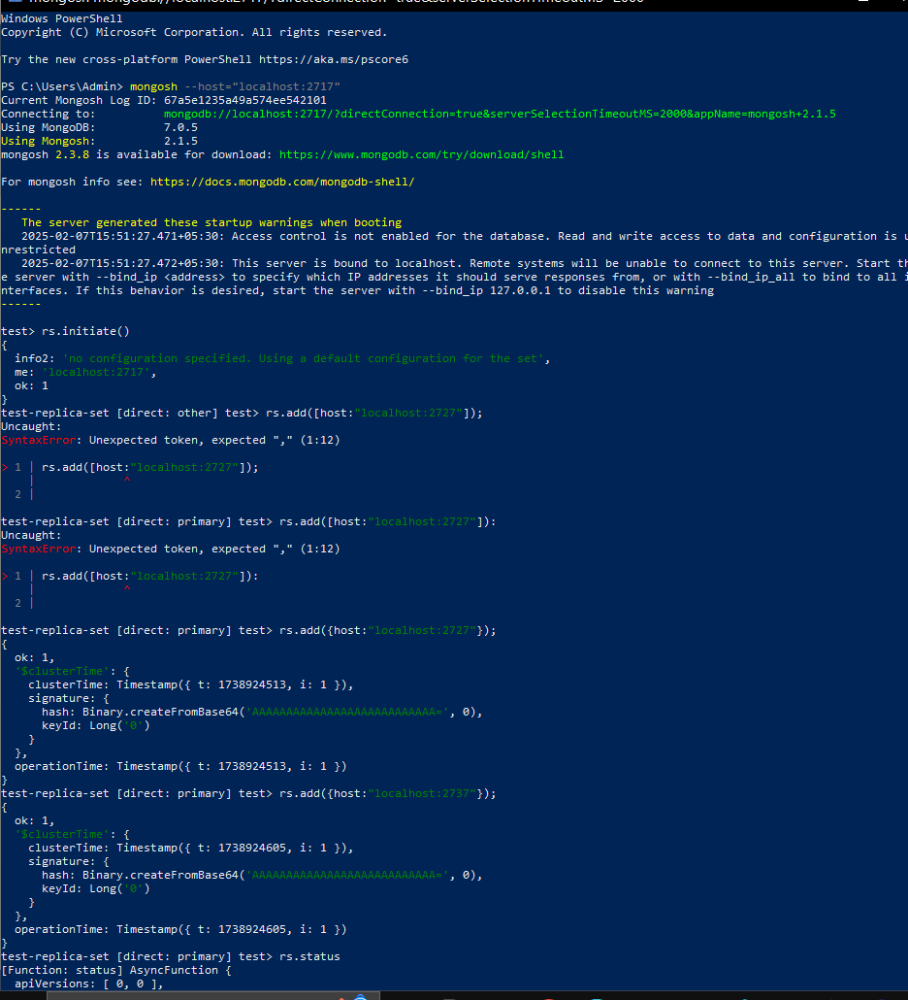 Windows PowerShell
Copyright (C) Microsoft Corporation. All rights reserved.
Try the new cross-platform PowerShell https://aka.ms/pscore6
PS C:\Users\Admin> mongosh --host="localhost:2717"
Current Mongosh Log ID: 67a5e1235a49a574ee542101
Connecting to: mongodb://localhost:2717/?directConnection=true&serverSelectionTimeoutMS=2000&appName=mongosh+2.1.5
Using MongoDB: 7.0.5
Using Mongosh: 2.1.5
mongosh 2.3.8 is available for download: https://www.mongodb.com/try/download/shell
For mongosh info see: https://docs.mongodb.com/mongodb-shell/
------
The server generated these startup warnings when booting
2025-02-07T15:51:27.471+05:30: Access control is not enabled for the database. Read and write access to data and configuration is u
nrestricted
2025-02-07T15:51:27.472+05:30: This server is bound to localhost. Remote systems will be unable to connect to this server. Start th
e server with --bind_ip <address> to specify which IP addresses it should serve responses from, or with --bind_ip_all to bind to all i
nterfaces. If this behavior is desired, start the server with --bind_ip 127.0.0.1 to disable this warning
------
test> rs.initiate()
{
info2: 'no configuration specified. Using a default configuration for the set',
me: 'localhost:2717',
ok: 1
}
test-replica-set [direct: other] test> rs.add([host:"localhost:2727"]);
Uncaught:
SyntaxError: Unexpected token, expected "," (1:12)
> 1 | rs.add([host:"localhost:2727"]);
| ^
2 |
test-replica-set [direct: primary] test> rs.add([host:"localhost:2727"]):
Uncaught:
SyntaxError: Unexpected token, expected "," (1:12)
> 1 | rs.add([host:"localhost:2727"]):
| ^
2 |
test-replica-set [direct: primary] test> rs.add({host:"localhost:2727"});
{
ok: 1,
'$clusterTime': {
clusterTime: Timestamp({ t: 1738924513, i: 1 }),
signature: {
hash: Binary.createFromBase64('AAAAAAAAAAAAAAAAAAAAAAAAAAA=', 0),
keyId: Long('0')
}
},
operationTime: Timestamp({ t: 1738924513, i: 1 })
}
test-replica-set [direct: primary] test> rs.add({host:"localhost:2737"});
{
ok: 1,
'$clusterTime': {
clusterTime: Timestamp({ t: 1738924605, i: 1 }),
signature: {
hash: Binary.createFromBase64('AAAAAAAAAAAAAAAAAAAAAAAAAAA=', 0),
keyId: Long('0')
}
},
operationTime: Timestamp({ t: 1738924605, i: 1 })
}
test-replica-set [direct: primary] test> rs.status
[Function: status] AsyncFunction {
apiVersions: [ 0, 0 ],